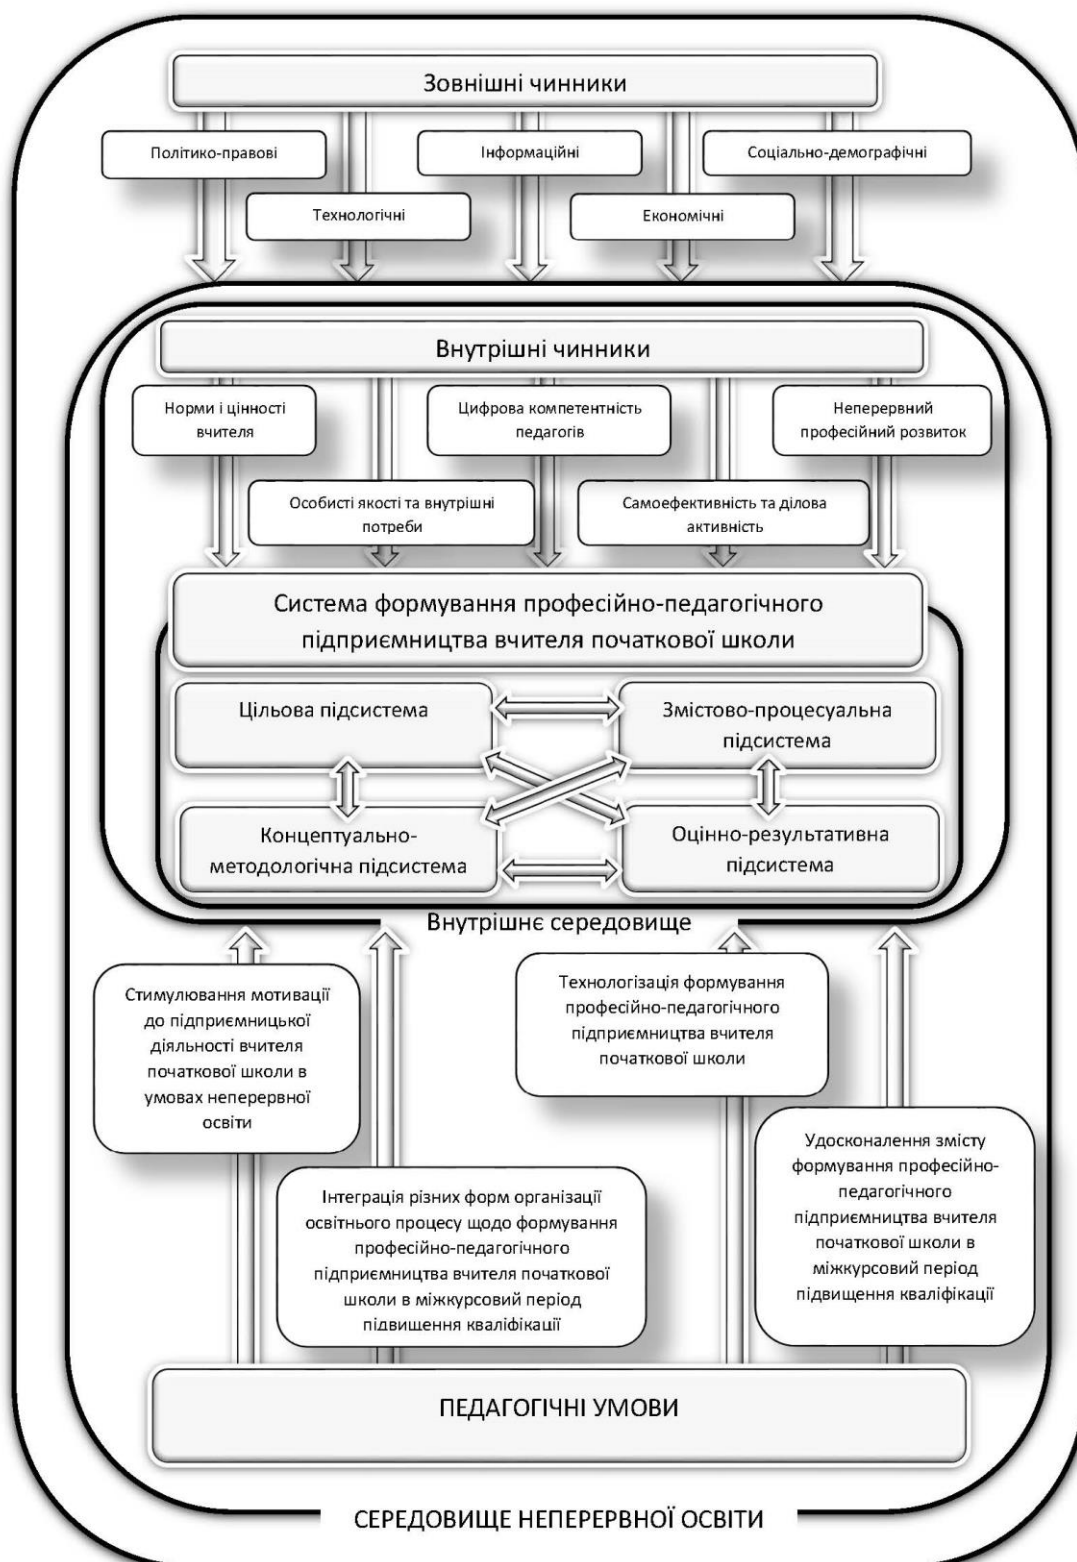 Зовнішні чинники
Політико-правові
Інформаційні
Соціально-демографічні
Технологічні
Економічні
Внутрішні чинники
Норми і цінності
вчителя
Цифрова компетентність
педагогів
Неперервний
професійний розвиток
Особисті якості та внутрішні
потреби
Самоефективність та ділова
активність
Система формування професійно-педагогічного
підприємництва вчителя початкової школи
Цільова підсистема
Змістово-процесуальна
підсистема
Концептуально-
методологічна підсистема
Оцінно-результативна
підсистема
Внутрішнє середовище
Стимулювання мотивації
до підприємницької
діяльності вчителя
початкової школи в
умовах неперервної
освіти
Технологізація формування
професійно-педагогічного
підприємництва вчителя
початкової школи
Інтеграція різних форм організації
освітнього процесу щодо формування
професійно-педагогічного
підприємництва вчителя початкової
школи в міжкурсовий період
підвищення кваліфікації
Удосконалення змісту
формування професійно-
педагогічного
підприємництва вчителя
початкової школи в
міжкурсовий період
підвищення кваліфікації
ПЕДАГОГІЧНІ УМОВИ
СЕРЕДОВИЩЕ НЕПЕРЕРВНОЇ ОСВІТИ